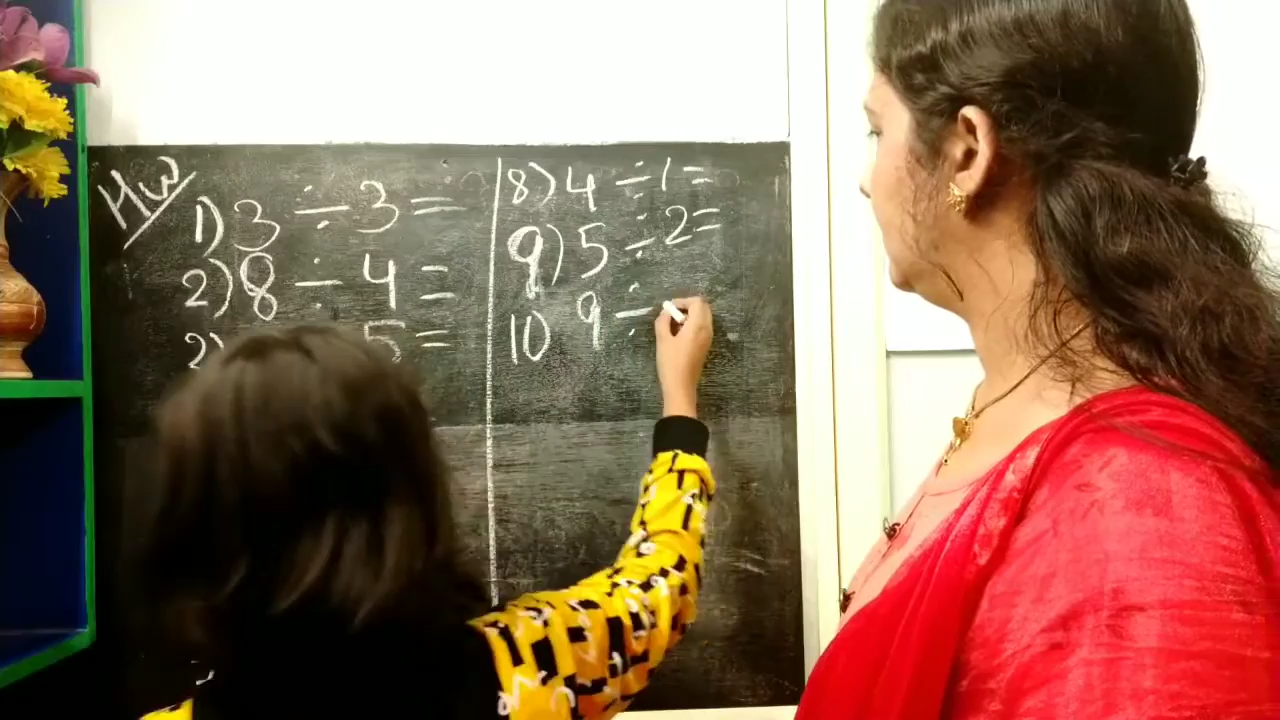 Hw
1) 3 ÷ 3 =
2) 8 ÷ 4 =
5 =
8) 4 ÷ 1 =
9) 5 ÷ 2 =
10 9 ÷